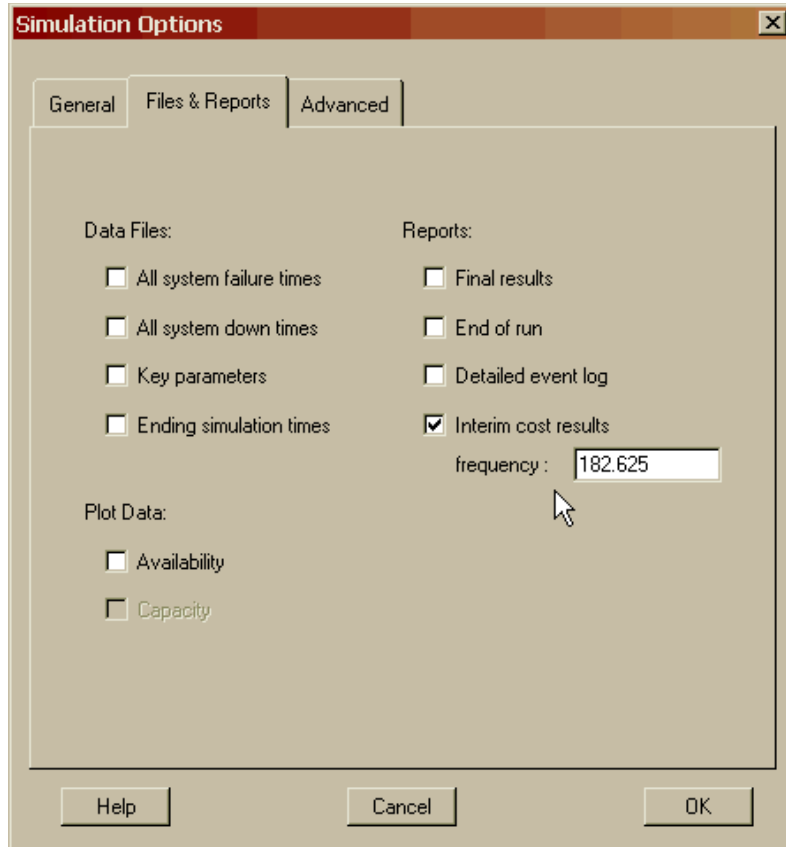 Simulation Options
General Files & Reports Advanced
Data Files: Reports:
All system failure times Final results
All system down times End of run
Key parameters Detailed event log
Ending simulation times Interim cost results
frequency : 182.625
Plot Data:
Availability
Capacity
Help Cancel OK